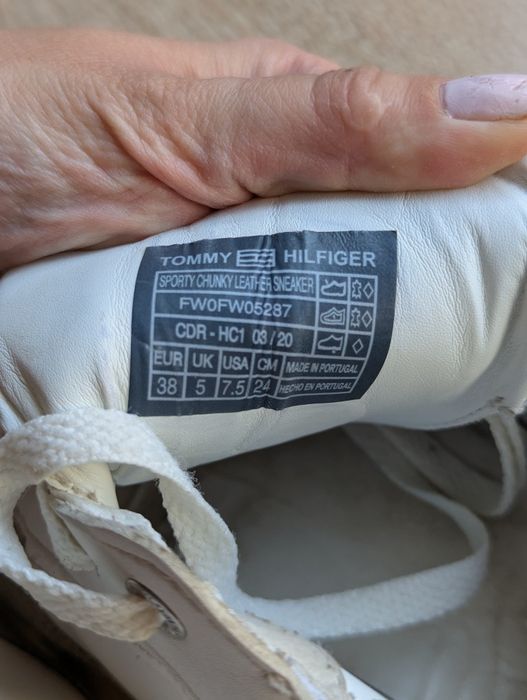 TOMMY HILFIGER
SPORTY CHUNKY LEATHER SNEAKER
FW0FW05287
CDR - HC1 03 / 20
EUR UK USA CM MADE IN PORTUGAL
38 5 7.5 24 HECHO EN PORTUGAL